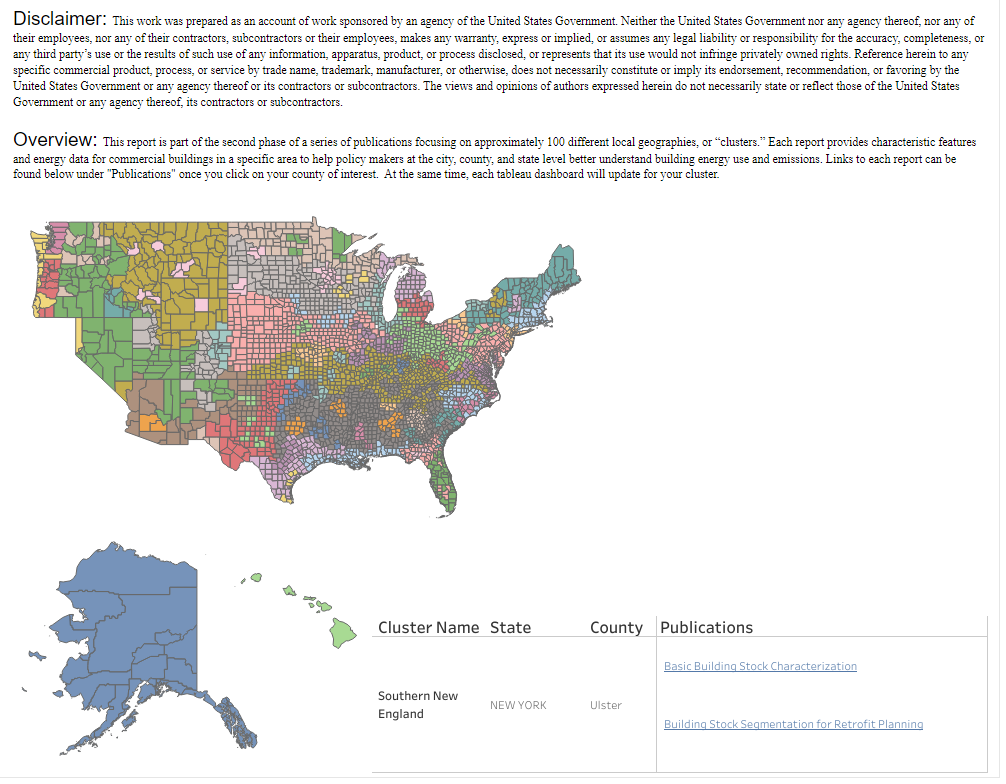 Disclaimer: This work was prepared as an account of work sponsored by an agency of the United States Government. Neither the United States Government nor any agency thereof, nor any of
their employees, nor any of their contractors, subcontractors or their employees, makes any warranty, express or implied, or assumes any legal liability or responsibility for the accuracy, completeness, or
any third party's use or the results of such use of any information, apparatus, product, or process disclosed, or represents that its use would not infringe privately owned rights. Reference herein to any
specific commercial product, process, or service by trade name, trademark, manufacturer, or otherwise, does not necessarily constitute or imply its endorsement, recommendation, or favoring by the
United States Government or any agency thereof or its contractors or subcontractors. The views and opinions of authors expressed herein do not necessarily state or reflect those of the United States
Government or any agency thereof, its contractors or subcontractors.
Overview: This report is part of the second phase of a series of publications focusing on approximately 100 different local geographies, or “clusters.” Each report provides characteristic features
and energy data for commercial buildings in a specific area to help policy makers at the city, county, and state level better understand building energy use and emissions. Links to each report can be
found below under "Publications" once you click on your county of interest. At the same time, each tableau dashboard will update for your cluster.
Cluster Name State County Publications
Basic Building Stock Characterization
Southern New
England
NEW YORK Ulster
Building Stock Segmentation for Retrofit Planning